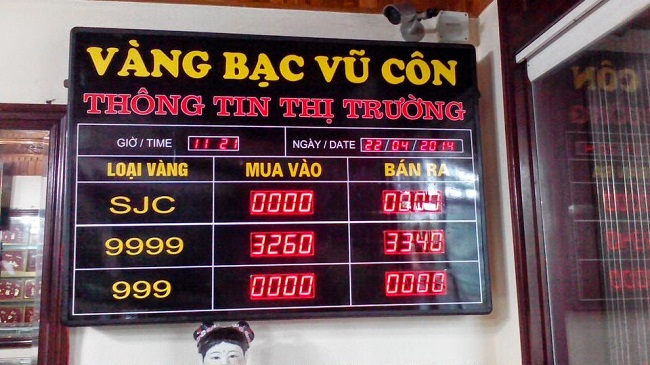 VÀNG BẠC VŨ CÔN
THÔNG TIN THỊ TRƯỜNG
GIỜ / TIME 11 21 NGÀY / DATE 22/04/2014
LOẠI VÀNG MUA VÀO BÁN RA
SJC 0000
9999 3260 3340
999 0000 0000